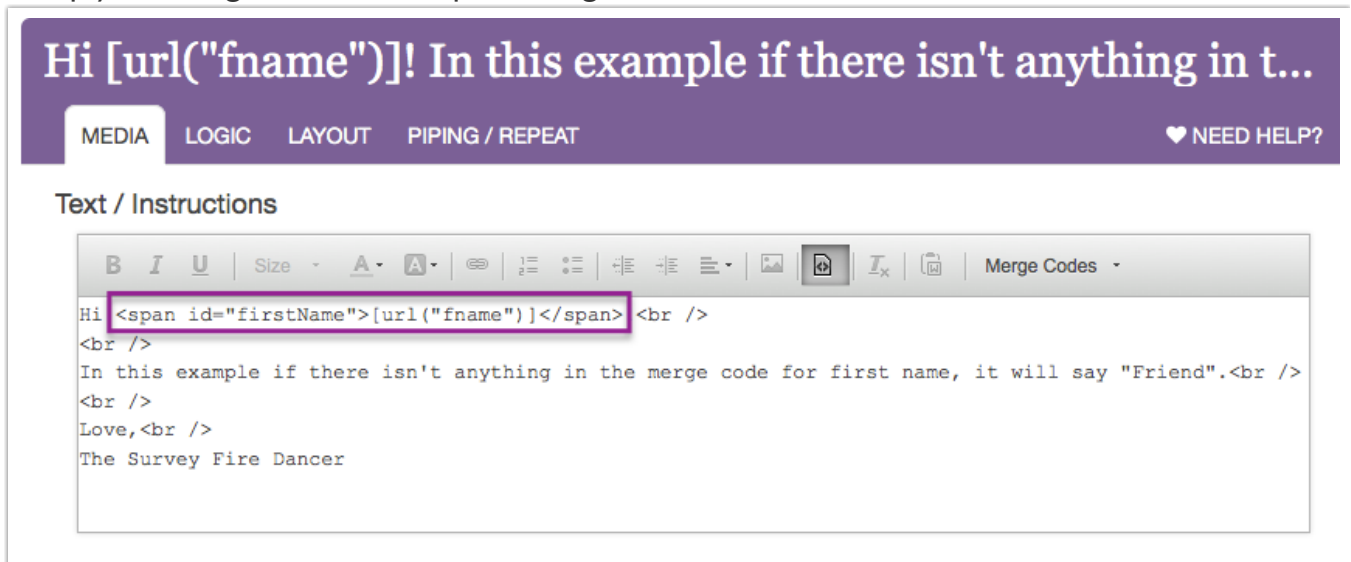 Hi [url("fname")]! In this example if there isn't anything in t...
MEDIA LOGIC LAYOUT PIPING / REPEAT NEED HELP?
Text / Instructions
B I U Size A A Merge Codes
Hi <span id="firstName">[url("fname")]</span> <br />
<br />
In this example if there isn't anything in the merge code for first name, it will say "Friend".<br />
<br />
Love,<br />
The Survey Fire Dancer